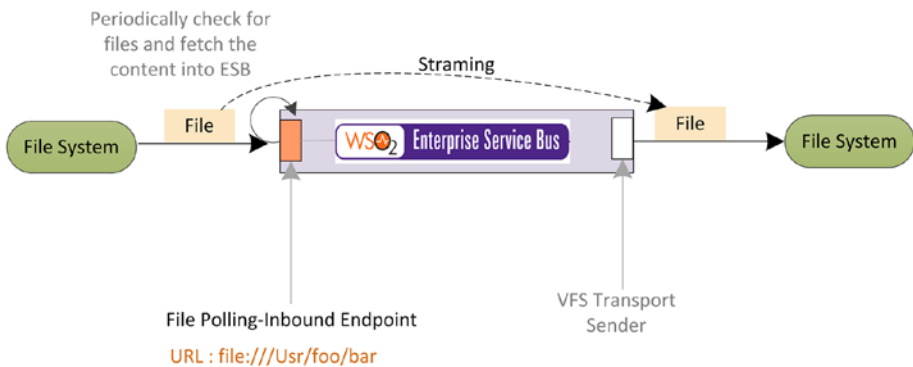 Periodically check for
files and fetch the
content into ESB
Straming
File
File
File System
WSO2
Enterprise Service Bus
File System
File Polling-Inbound Endpoint
URL : file:///Usr/foo/bar
VFS Transport
Sender